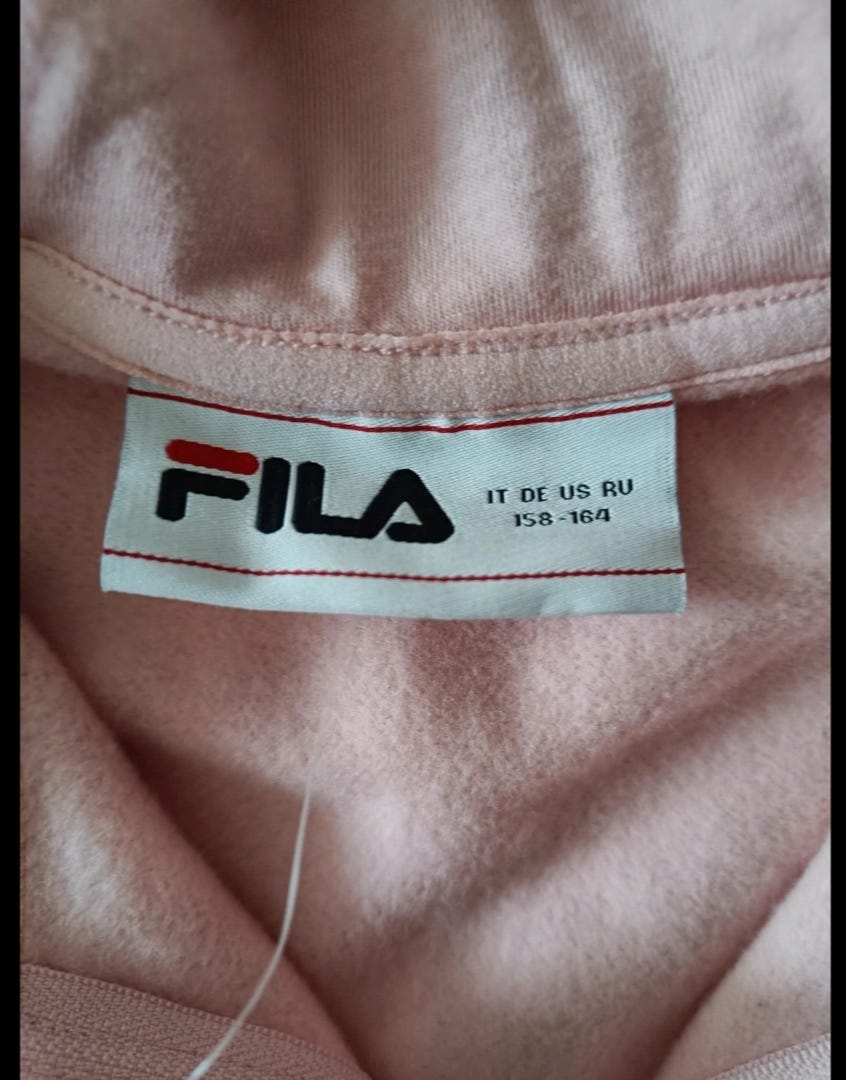 FILA
IT DE US RU
158-164